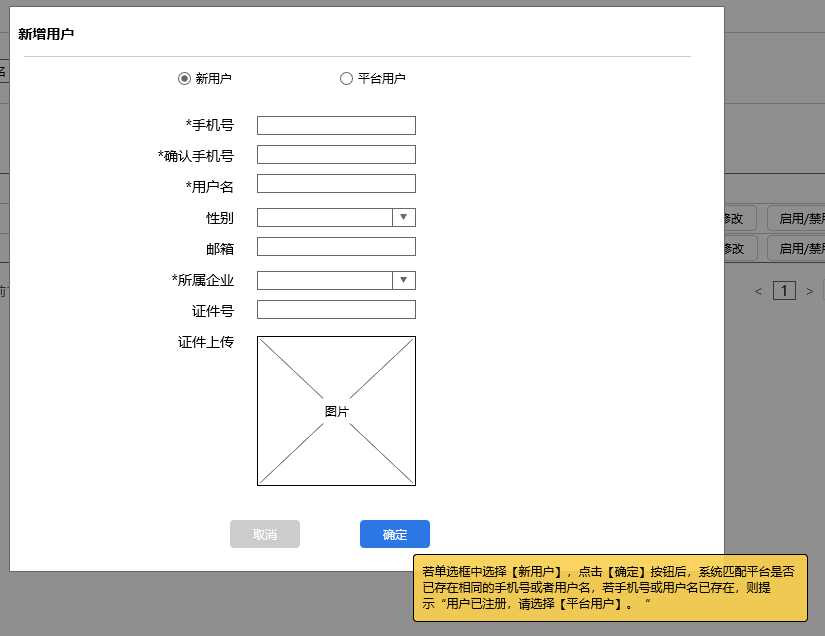 新增用户
新用户 平台用户
*手机号
*确认手机号
*用户名
性别
邮箱
*所属企业
证件号
证件上传
图片
取消 确定
修改 启用/禁用
修改 启用/禁用
< 1 >
若单选框中选择【新用户】，点击【确定】按钮后，系统匹配平台是否
已存在相同的手机号或者用户名，若手机号或用户名已存在，则提
示“用户已注册，请选择【平台用户】。“